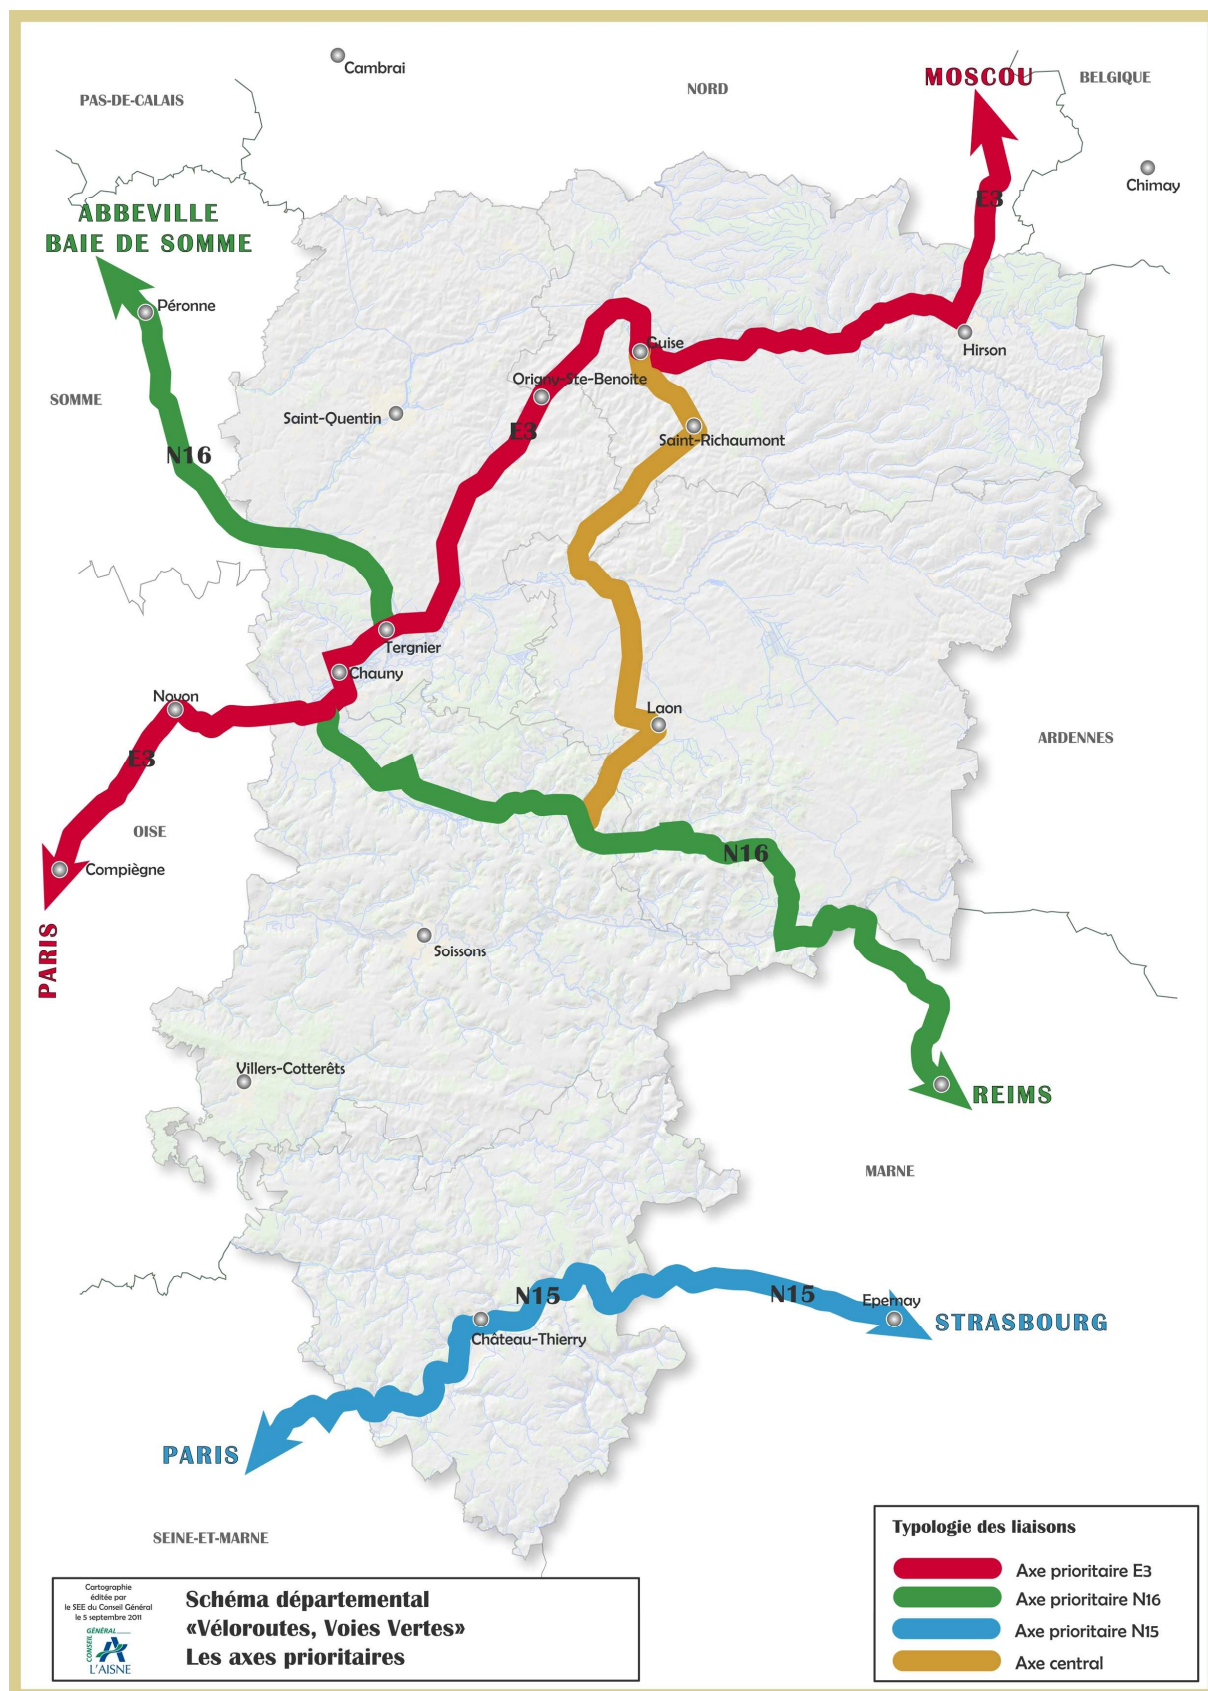 Cambrai
MOSCOU
BELGIQUE
NORD
PAS-DE-CALAIS
Chimay
E3
ABBEVILLE
BAIE DE SOMME
Péronne
Guise
Hirson
Origny-Ste-Benoite
SOMME
Saint-Quentin
E3
Saint-Richaumont
N16
Tergnier
Chauny
Noyon
Laon
ARDENNES
E3
OISE
N16
Compiègne
PARIS
Soissons
Villers-Cotterêts
REIMS
MARNE
N15
N15
Epernay
STRASBOURG
Château-Thierry
PARIS
SEINE-ET-MARNE
Typologie des liaisons
Axe prioritaire E3
Axe prioritaire N16
Axe prioritaire N15
Axe central
Cartographie
éditée par
le SEE du Conseil Général
le 5 septembre 2011
CONSEIL
GÉNÉRAL
L'AISNE
Schéma départemental
«Véloroutes, Voies Vertes»
Les axes prioritaires